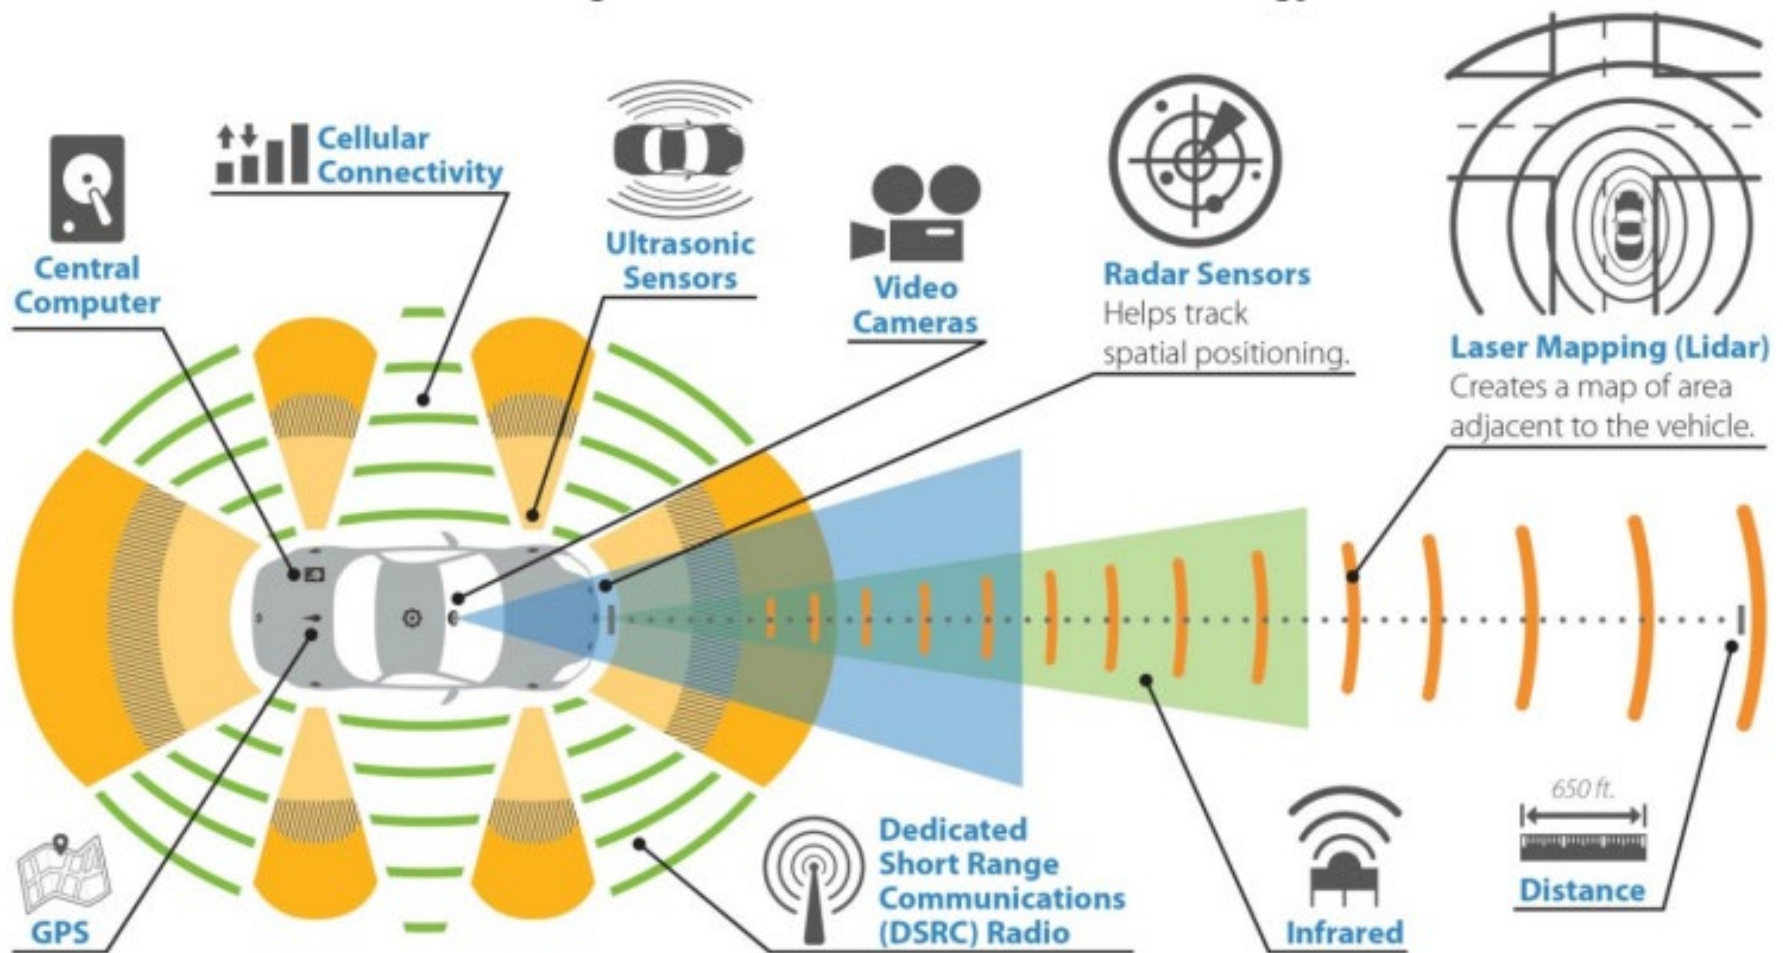 Cellular
Connectivity
Central
Computer
Ultrasonic
Sensors
Video
Cameras
Radar Sensors
Helps track
spatial positioning.
Laser Mapping (Lidar)
Creates a map of area
adjacent to the vehicle.
GPS
Dedicated
Short Range
Communications
(DSRC) Radio
Infrared
650 ft.
Distance